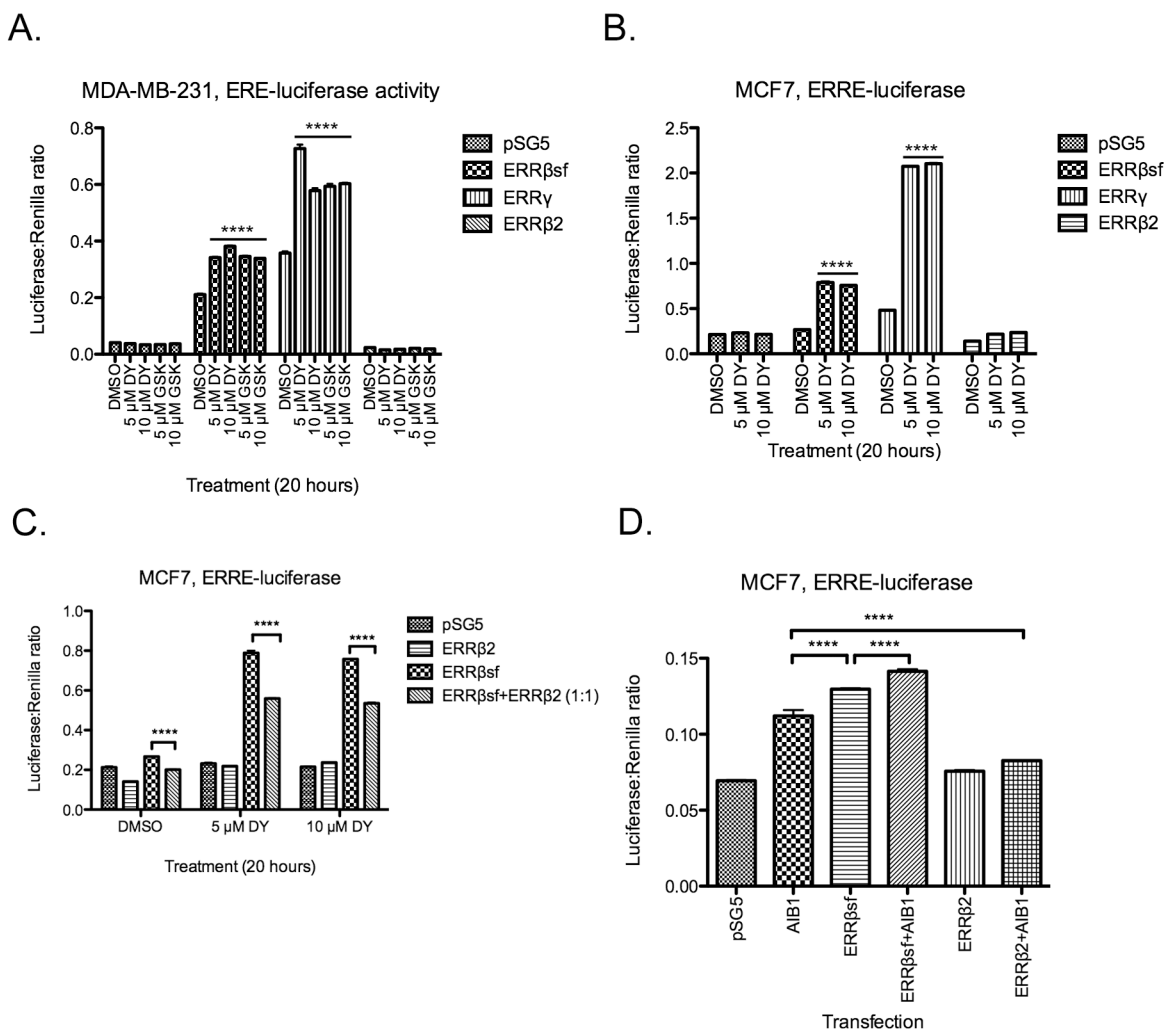 A.
MDA-MB-231, ERE-luciferase activity
Luciferase:Renilla ratio
0.8
0.6
0.4
0.2
0.0
****
****
pSG5
ERRβsf
ERRγ
ERRβ2
DMSO
5 µM DY
10 µM DY
5 µM GSK
10 µM GSK
DMSO
5 µM DY
10 µM DY
5 µM GSK
10 µM GSK
DMSO
5 µM DY
10 µM DY
5 µM GSK
10 µM GSK
DMSO
5 µM DY
10 µM DY
5 µM GSK
10 µM GSK
Treatment (20 hours)
B.
MCF7, ERRE-luciferase
Luciferase:Renilla ratio
2.5
2.0
1.5
1.0
0.5
0.0
****
****
pSG5
ERRβsf
ERRγ
ERRβ2
DMSO
5 µM DY
10 µM DY
DMSO
5 µM DY
10 µM DY
DMSO
5 µM DY
10 µM DY
DMSO
5 µM DY
10 µM DY
Treatment (20 hours)
C.
MCF7, ERRE-luciferase
Luciferase:Renilla ratio
1.0
0.8
0.6
0.4
0.2
0.0
****
****
****
pSG5
ERRβ2
ERRβsf
ERRβsf+ERRβ2 (1:1)
DMSO
5 µM DY
10 µM DY
Treatment (20 hours)
D.
MCF7, ERRE-luciferase
Luciferase:Renilla ratio
0.15
0.10
0.05
0.00
****
****
****
pSG5
AIB1
ERRβsf
ERRβsf+AIB1
ERRβ2
ERRβ2+AIB1
Transfection